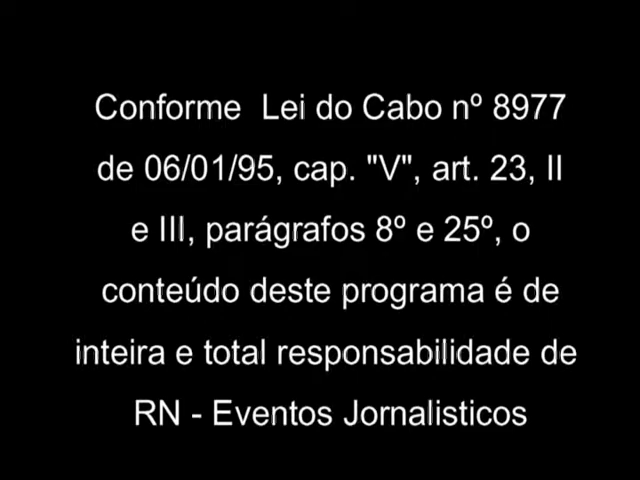 Conforme  Lei do Cabo nº 8977
de 06/01/95, cap. "V", art. 23, II
e III, parágrafos 8º e 25º, o
conteúdo deste programa é de
inteira e total responsabilidade de
RN - Eventos Jornalisticos